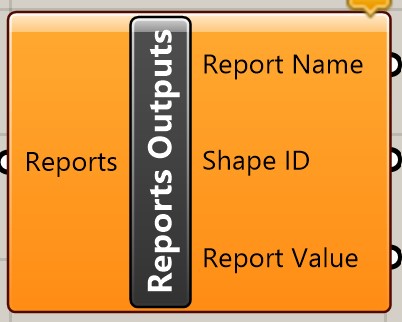 Reports
Reports Outputs
Report Name
Shape ID
Report Value